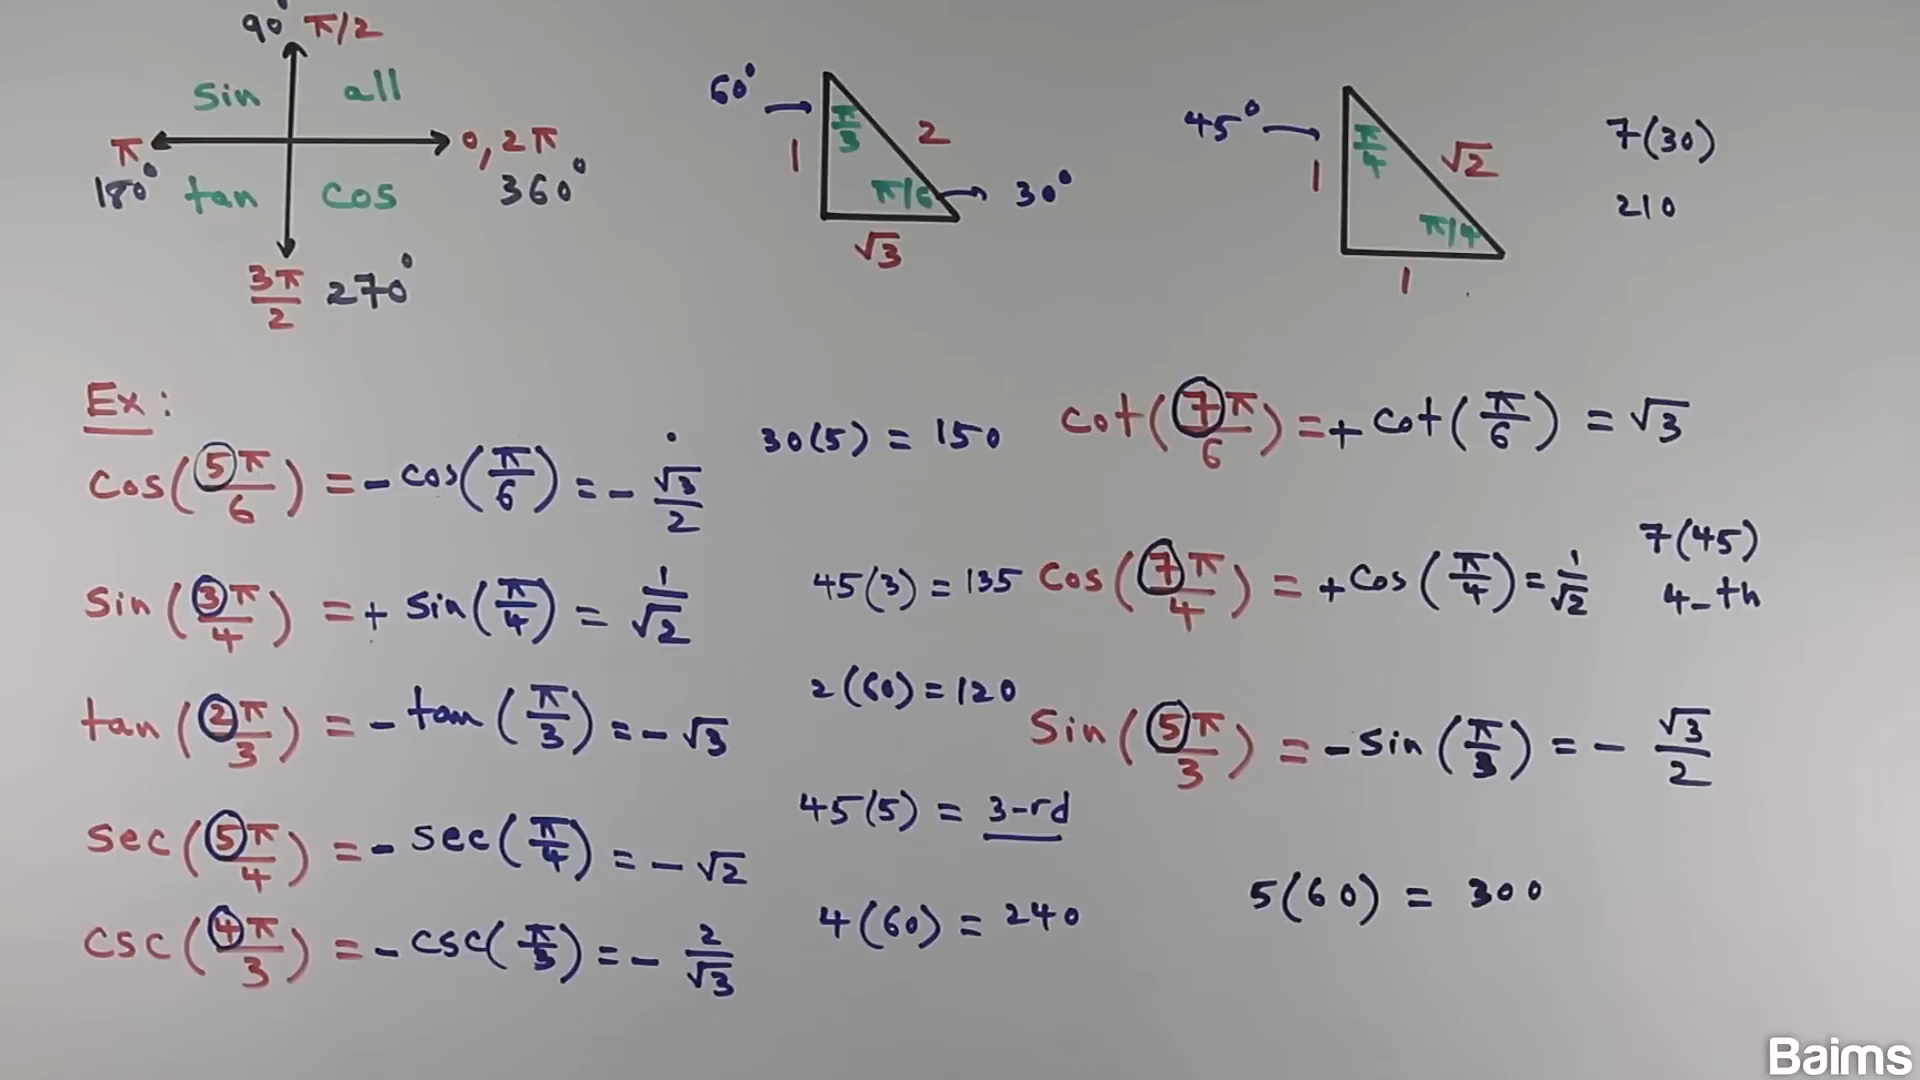 90° π/2
sin all
π 0, 2π
180° 360°
tan cos
3π/2 270°
60°
π/3
1 2
π/6 30°
√3
45°
π/4
1 √2
π/4
1
7(30)
210
Ex:
cos(5π/6) = - cos(π/6) = - √3/2
30(5) = 150
sin(3π/4) = + sin(π/4) = 1/√2
45(3) = 135
tan(2π/3) = - tan(π/3) = - √3
2(60) = 120
sec(5π/4) = - sec(π/4) = - √2
45(5) = 3-rd
csc(4π/3) = - csc(π/3) = - 2/√3
4(60) = 240
cot(7π/6) = + cot(π/6) = √3
cos(7π/4) = + cos(π/4) = 1/√2
7(45)
4-th
Sin(5π/3) = - sin(π/3) = - √3/2
5(60) = 300
Baims